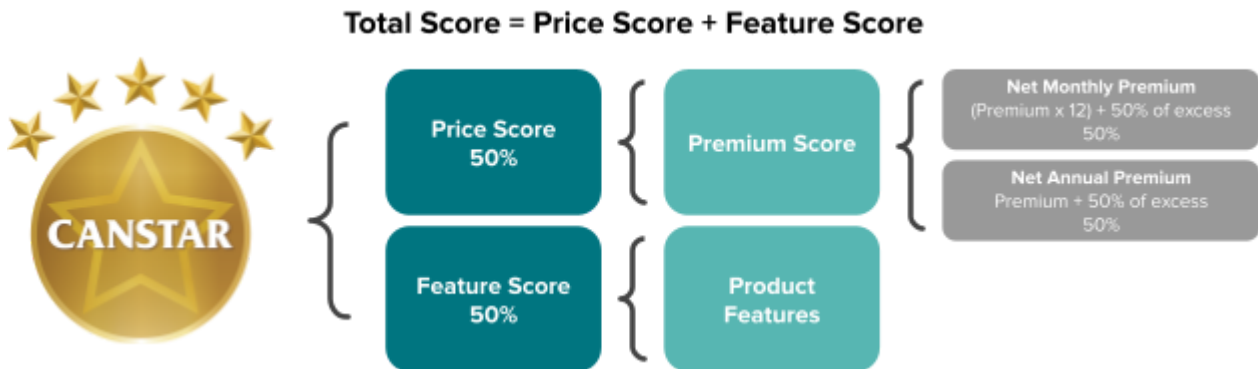 Total Score = Price Score + Feature Score
CANSTAR
Price Score
50%
Premium Score
Net Monthly Premium
(Premium x 12) + 50% of excess
50%
Net Annual Premium
Premium + 50% of excess
50%
Feature Score
50%
Product
Features